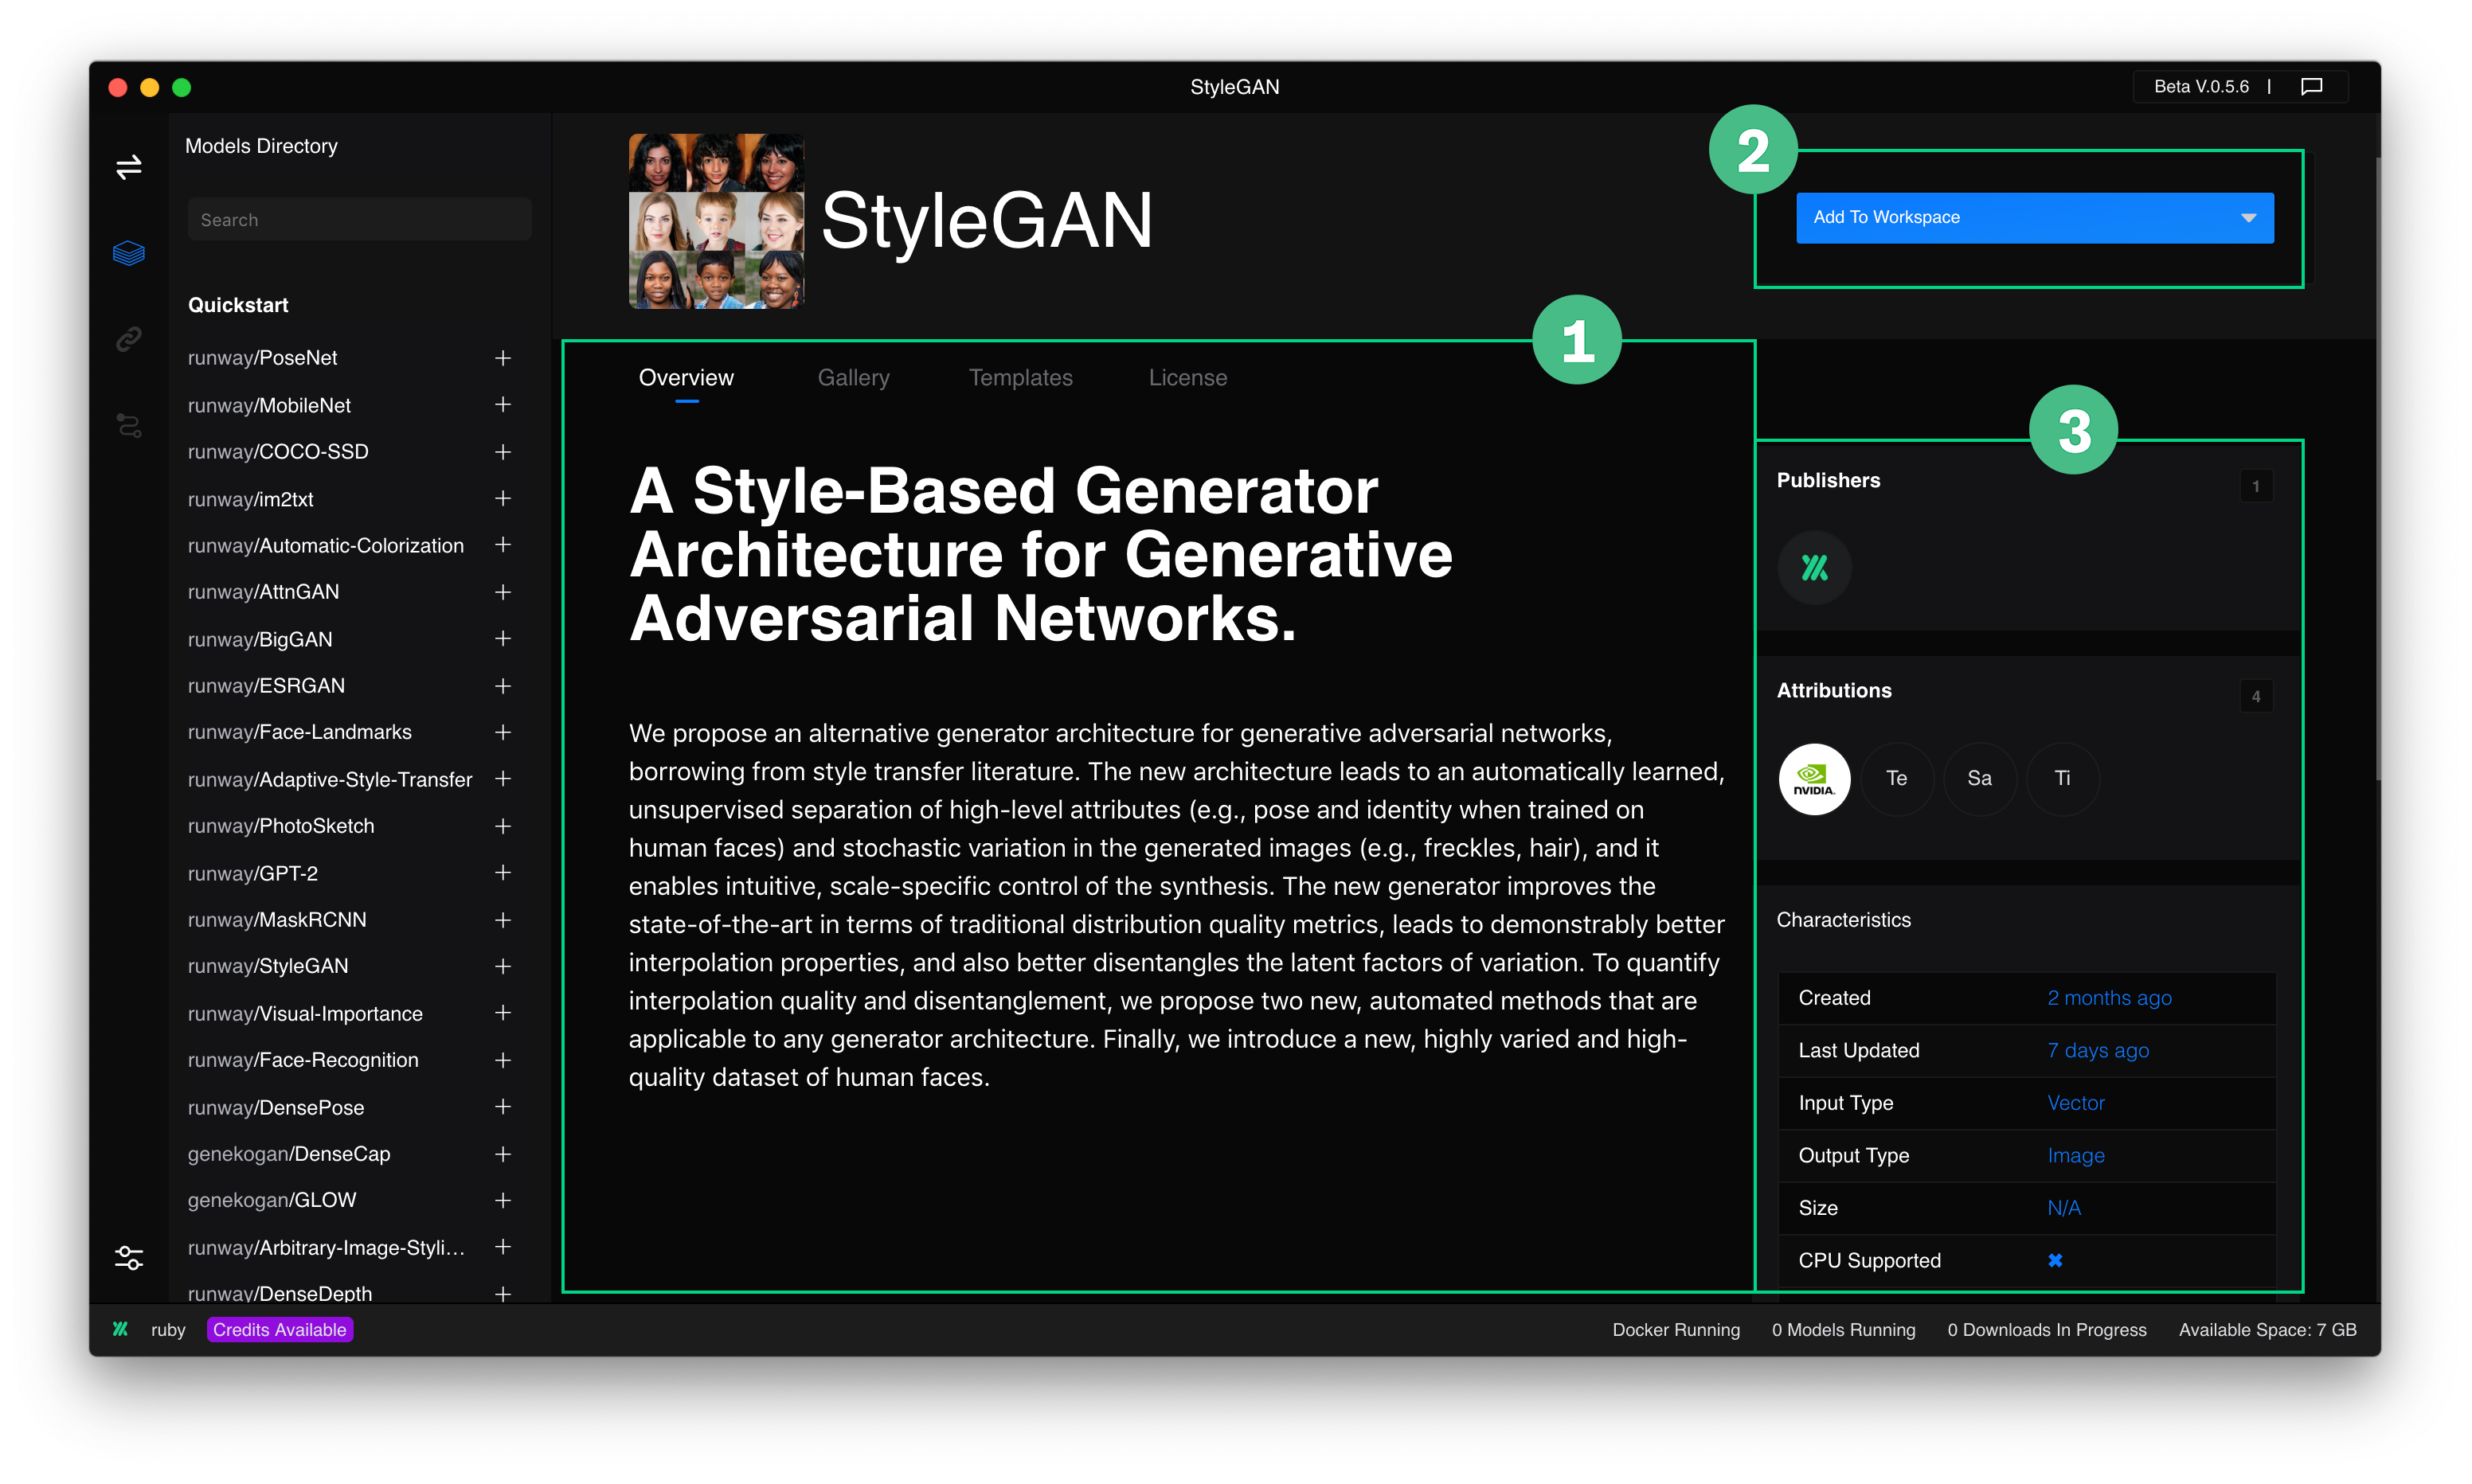 StyleGAN
Beta V.0.5.6 |
Models Directory
Search
Quickstart
runway/PoseNet
runway/MobileNet
runway/COCO-SSD
runway/im2txt
runway/Automatic-Colorization
runway/AttnGAN
runway/BigGAN
runway/ESRGAN
runway/Face-Landmarks
runway/Adaptive-Style-Transfer
runway/PhotoSketch
runway/GPT-2
runway/MaskRCNN
runway/StyleGAN
runway/Visual-Importance
runway/Face-Recognition
runway/DensePose
genekogan/DenseCap
genekogan/GLOW
runway/Arbitrary-Image-Styli...
runway/DenseDepth
StyleGAN
2
Add To Workspace
1
Overview Gallery Templates License
A Style-Based Generator
Architecture for Generative
Adversarial Networks.
We propose an alternative generator architecture for generative adversarial networks,
borrowing from style transfer literature. The new architecture leads to an automatically learned,
unsupervised separation of high-level attributes (e.g., pose and identity when trained on
human faces) and stochastic variation in the generated images (e.g., freckles, hair), and it
enables intuitive, scale-specific control of the synthesis. The new generator improves the
state-of-the-art in terms of traditional distribution quality metrics, leads to demonstrably better
interpolation properties, and also better disentangles the latent factors of variation. To quantify
interpolation quality and disentanglement, we propose two new, automated methods that are
applicable to any generator architecture. Finally, we introduce a new, highly varied and high-
quality dataset of human faces.
3
Publishers 1
Attributions 4
NVIDIA. Te Sa Ti
Characteristics
Created 2 months ago
Last Updated 7 days ago
Input Type Vector
Output Type Image
Size N/A
CPU Supported ✖
ruby Credits Available
Docker Running 0 Models Running 0 Downloads In Progress Available Space: 7 GB